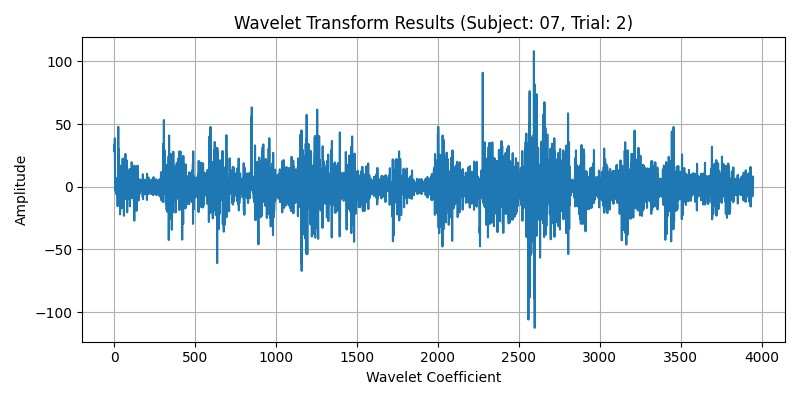 Wavelet Transform Results (Subject: 07, Trial: 2)
100
50
0
−50
−100
Amplitude
0 500 1000 1500 2000 2500 3000 3500 4000
Wavelet Coefficient